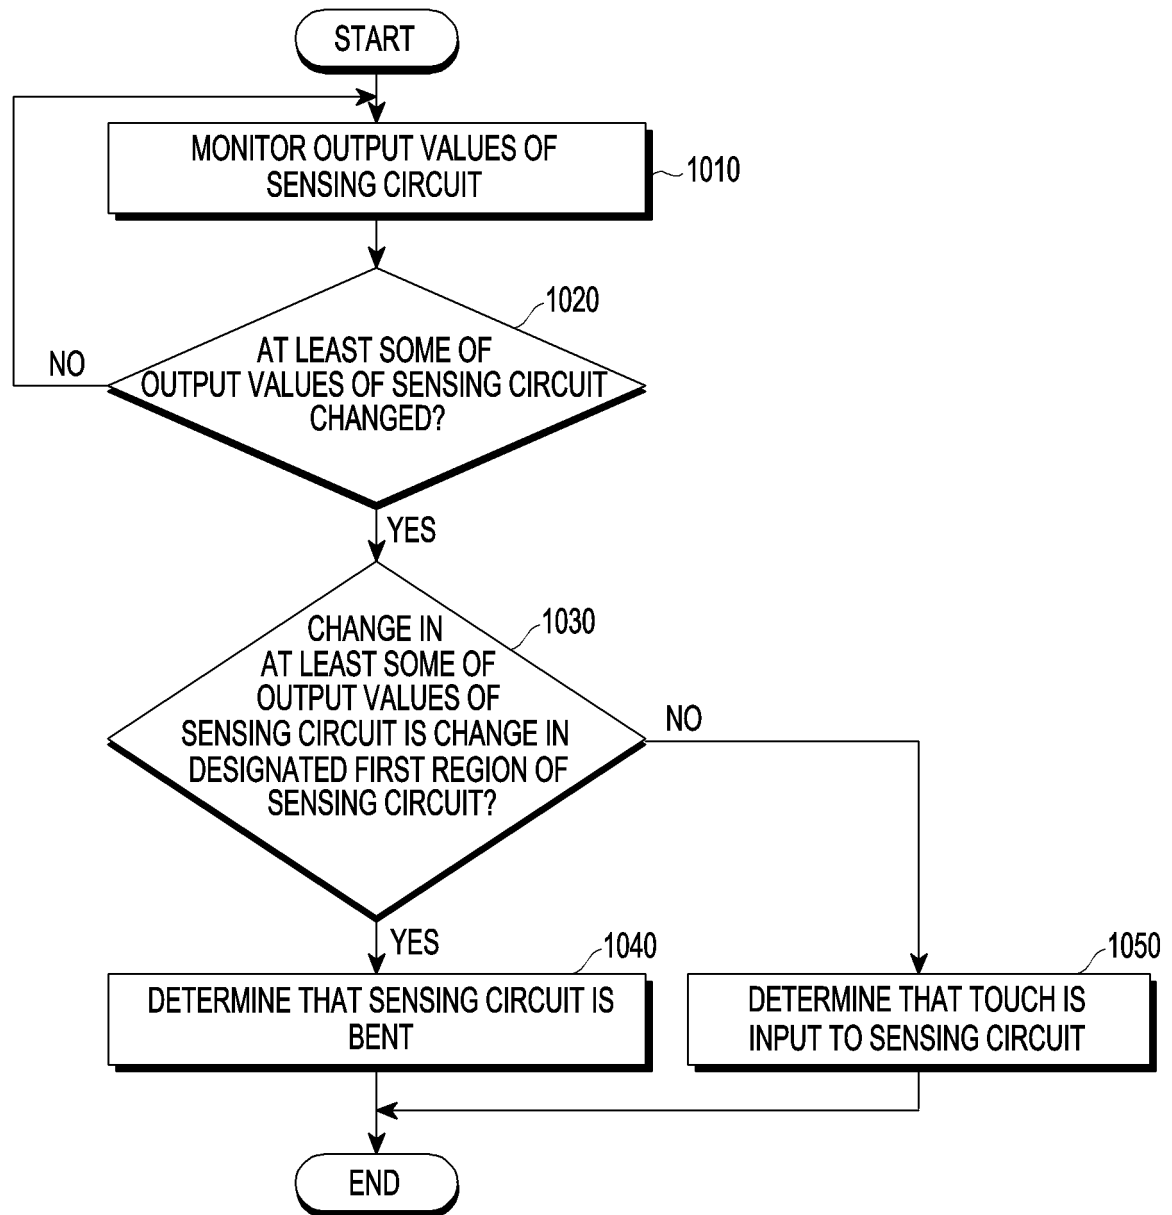 START
MONITOR OUTPUT VALUES OF
SENSING CIRCUIT
1010
1020
AT LEAST SOME OF
OUTPUT VALUES OF SENSING CIRCUIT
CHANGED?
NO
YES
1030
CHANGE IN
AT LEAST SOME OF
OUTPUT VALUES OF
SENSING CIRCUIT IS CHANGE IN
DESIGNATED FIRST REGION OF
SENSING CIRCUIT?
NO
YES
1040
DETERMINE THAT SENSING CIRCUIT IS
BENT
1050
DETERMINE THAT TOUCH IS
INPUT TO SENSING CIRCUIT
END